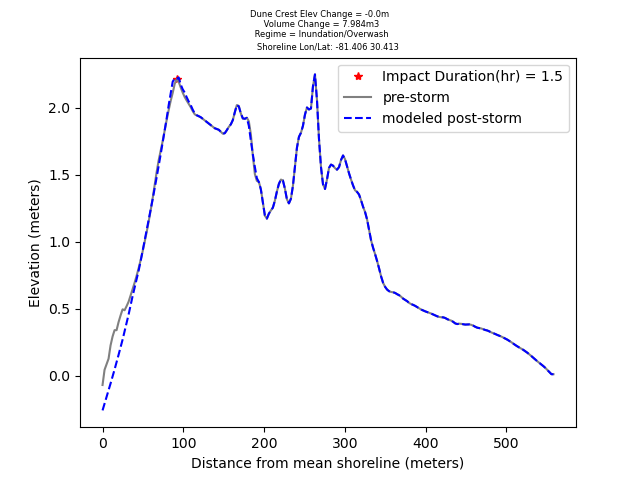 Dune Crest Elev Change = -0.0m
Volume Change = 7.984m3
Regime = Inundation/Overwash
Shoreline Lon/Lat: -81.406 30.413
Impact Duration(hr) = 1.5
pre-storm
modeled post-storm
2.0
1.5
1.0
0.5
0.0
Elevation (meters)
0 100 200 300 400 500
Distance from mean shoreline (meters)